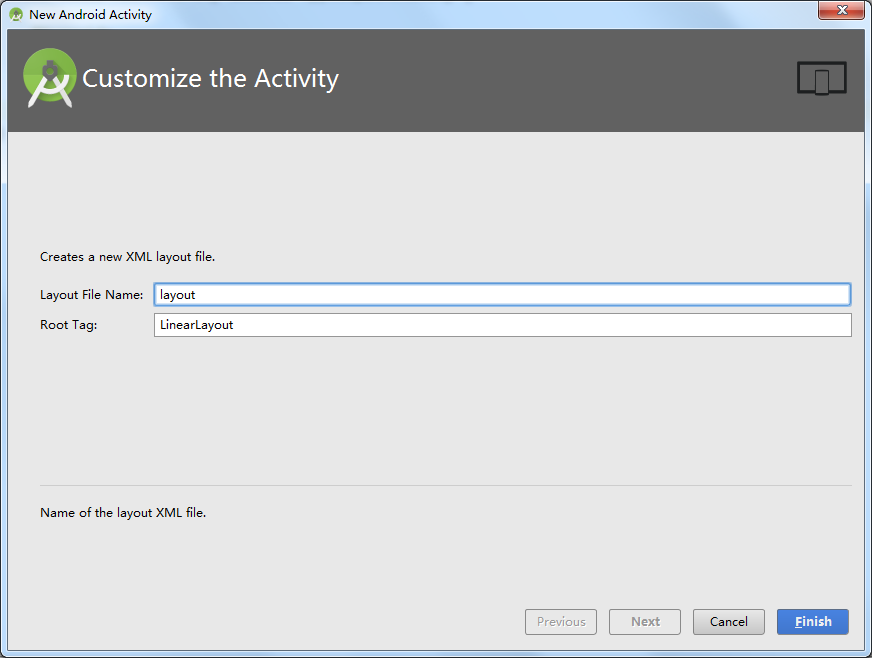 New Android Activity
Customize the Activity
Creates a new XML layout file.
Layout File Name: layout
Root Tag: LinearLayout
Name of the layout XML file.
Previous Next Cancel Finish